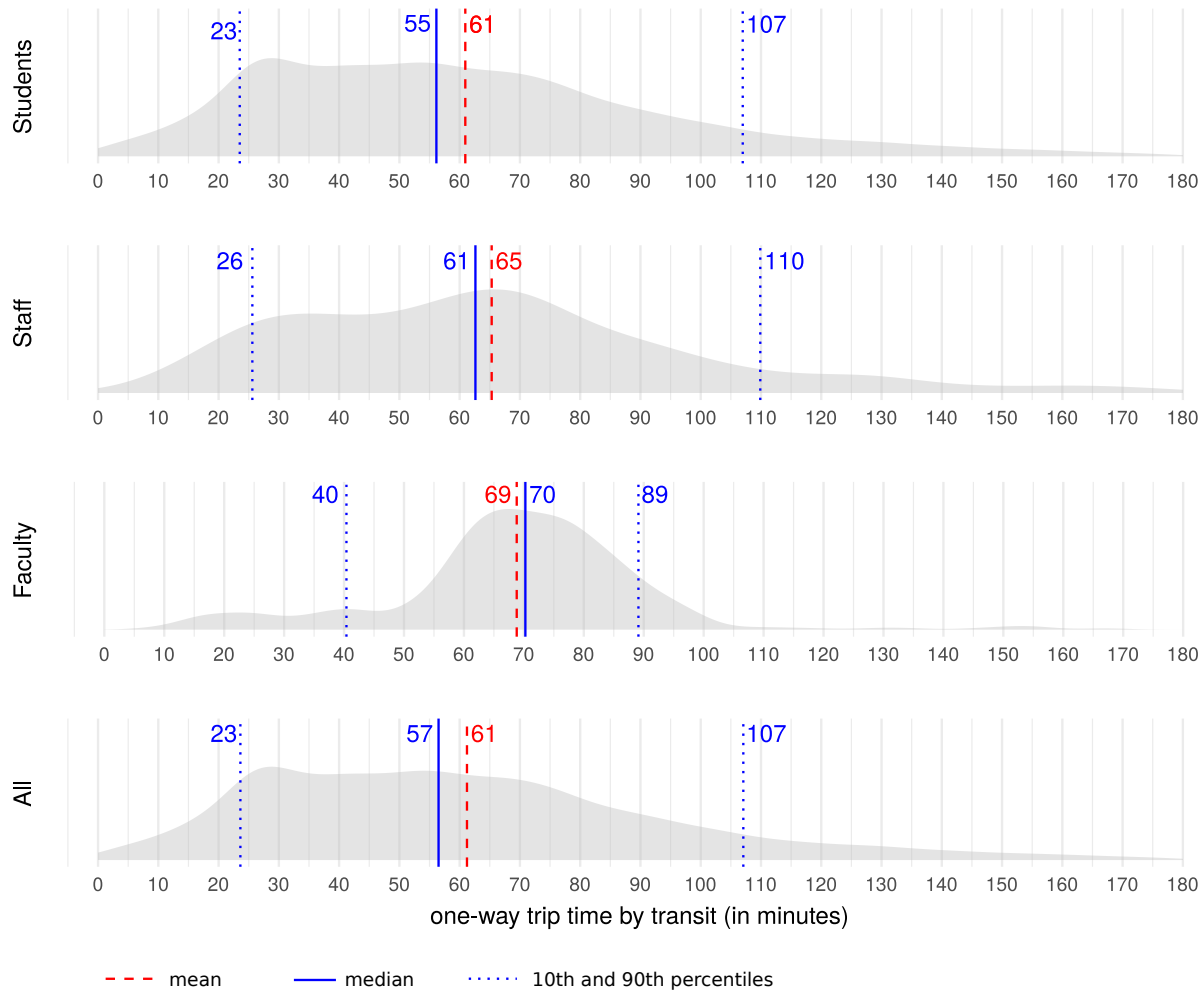 23 55 61 107
Students
0 10 20 30 40 50 60 70 80 90 100 110 120 130 140 150 160 170 180
26 61 65 110
Staff
0 10 20 30 40 50 60 70 80 90 100 110 120 130 140 150 160 170 180
40 69 70 89
Faculty
0 10 20 30 40 50 60 70 80 90 100 110 120 130 140 150 160 170 180
23 57 61 107
All
0 10 20 30 40 50 60 70 80 90 100 110 120 130 140 150 160 170 180
one-way trip time by transit (in minutes)
mean median 10th and 90th percentiles